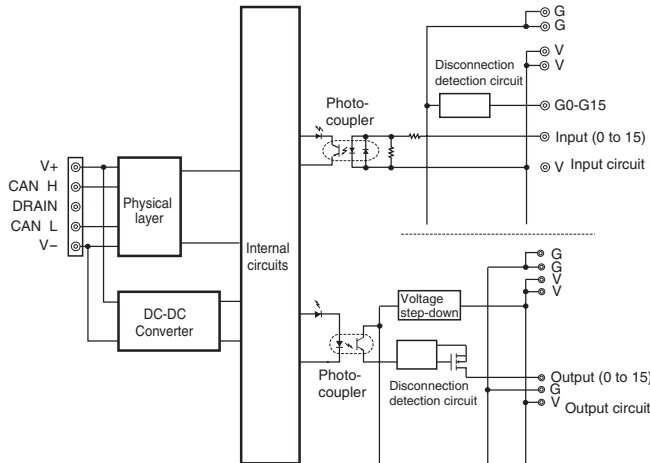 G
G
V
V
Disconnection
detection circuit
G0-G15
Photo-
coupler
Input (0 to 15)
V Input circuit
V+
CAN H
DRAIN
CAN L
V−
Physical
layer
Internal
circuits
DC-DC
Converter
G
G
V
V
Voltage
step-down
Photo-
coupler
Disconnection
detection circuit
Output (0 to 15)
G
V Output circuit